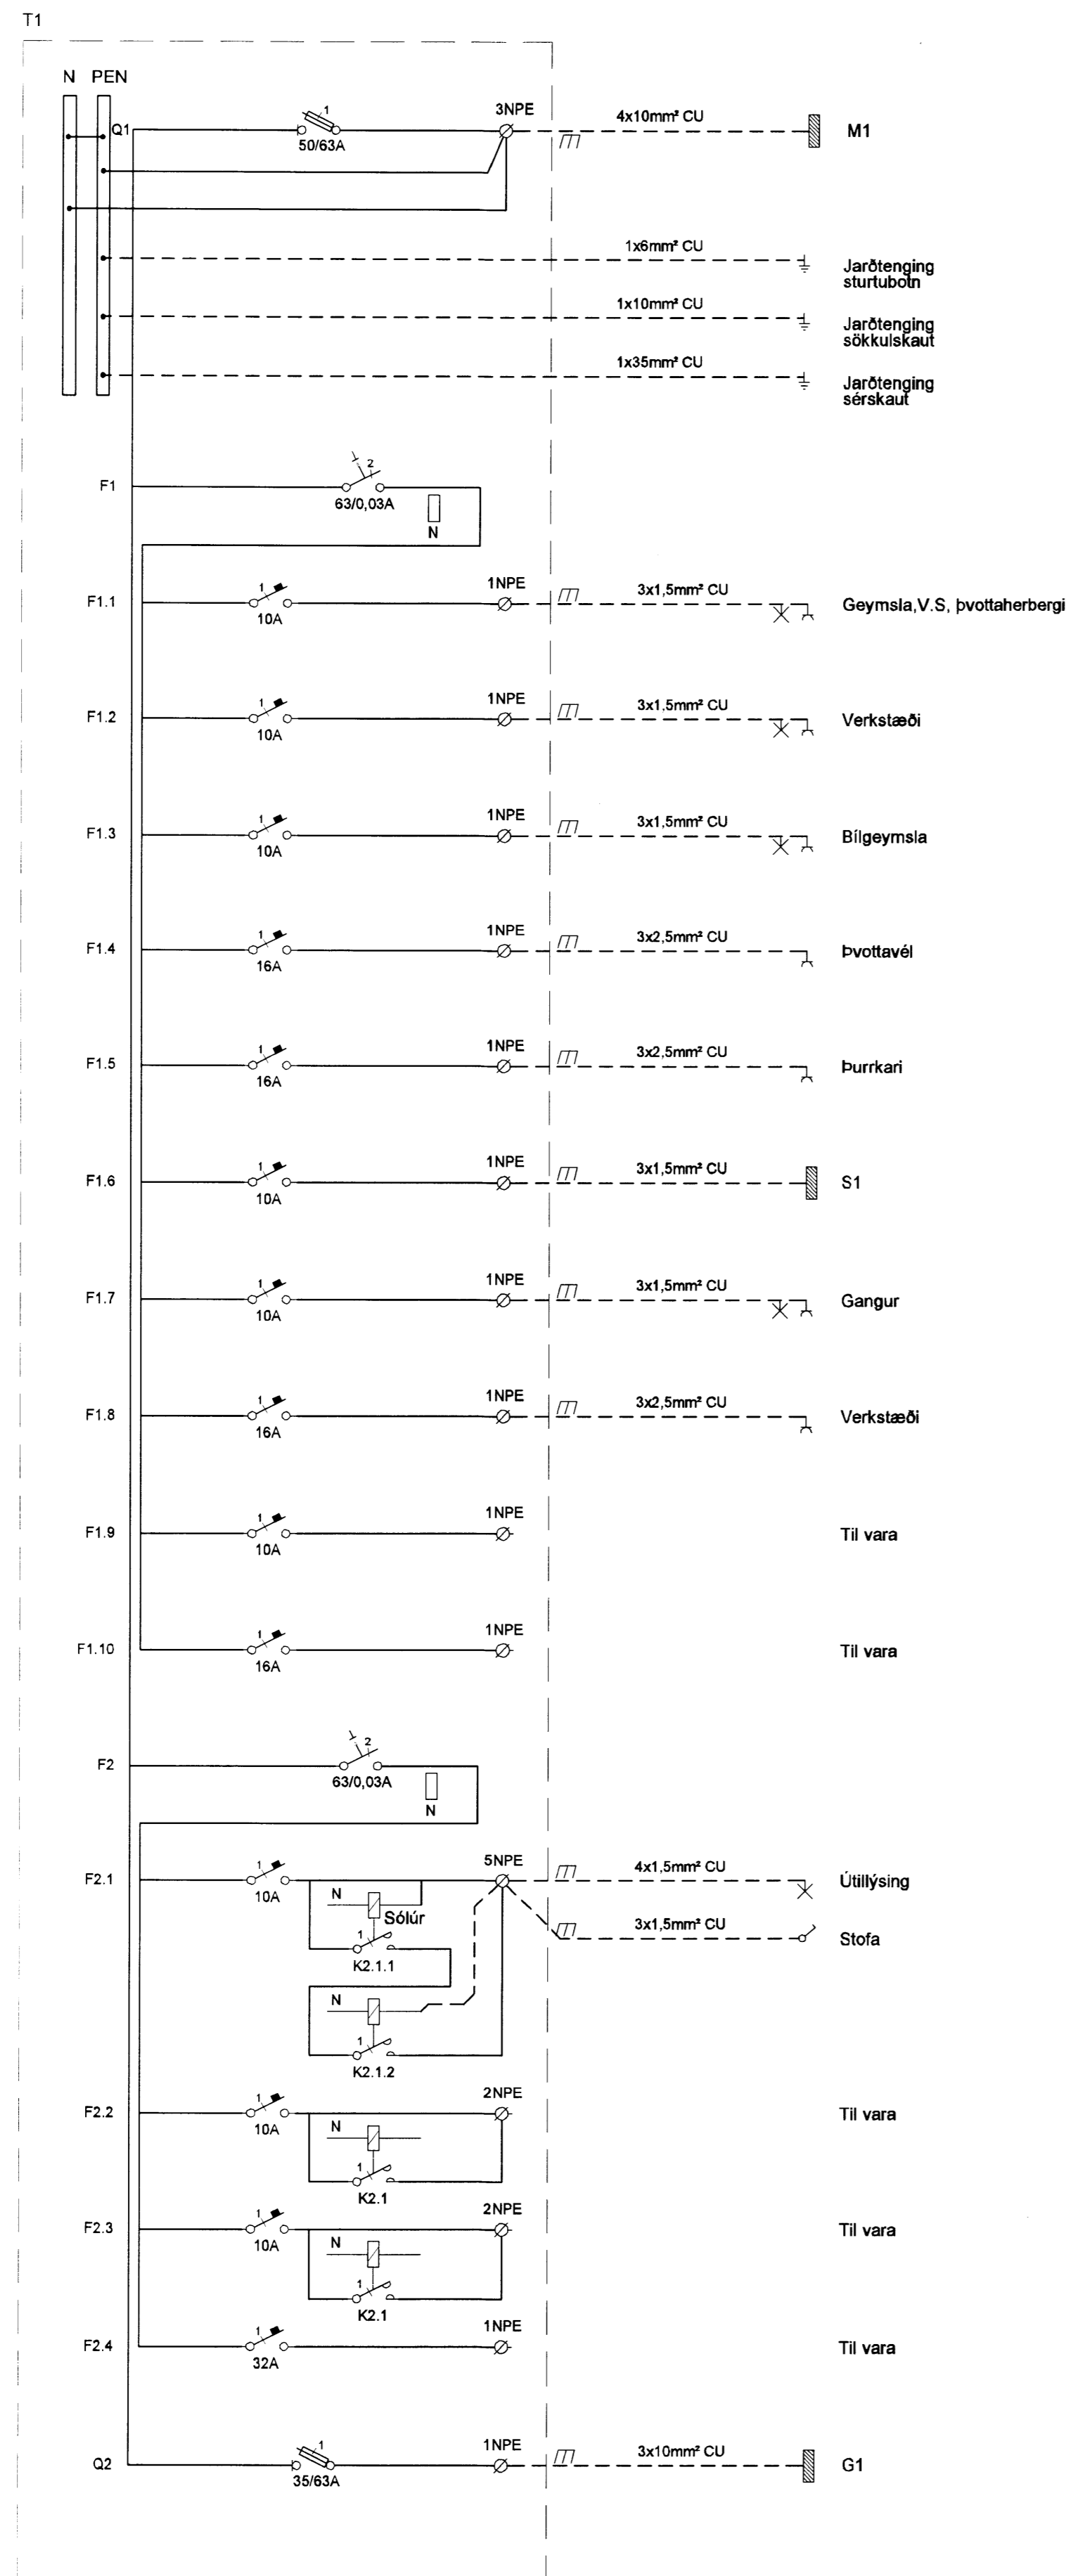 T1
N PEN
Q1 1 50/63A 3NPE 4x10mm² CU M1
1x6mm² CU
Jarðtenging
sturtubotn
1x10mm² CU
Jarðtenging
sökkulskaut
1x35mm² CU
Jarðtenging
sérskaut
F1 2 63/0,03A N
F1.1 1 10A 1NPE 3x1,5mm² CU Geymsla,V.S, þvottaherbergi
F1.2 1 10A 1NPE 3x1,5mm² CU Verkstæði
F1.3 1 10A 1NPE 3x1,5mm² CU Bílgeymsla
F1.4 1 16A 1NPE 3x2,5mm² CU Þvottavél
F1.5 1 16A 1NPE 3x2,5mm² CU Þurrkari
F1.6 1 10A 1NPE 3x1,5mm² CU S1
F1.7 1 10A 1NPE 3x1,5mm² CU Gangur
F1.8 1 16A 1NPE 3x2,5mm² CU Verkstæði
F1.9 1 10A 1NPE Til vara
F1.10 1 16A 1NPE Til vara
F2 2 63/0,03A N
F2.1 1 10A 5NPE 4x1,5mm² CU Útillýsing
N Sólúr 3x1,5mm² CU Stofa
1 K2.1.1
N
1 K2.1.2
F2.2 1 10A 2NPE Til vara
N
1 K2.1
F2.3 1 10A 2NPE Til vara
N
1 K2.1
F2.4 1 32A 1NPE Til vara
Q2 1 35/63A 1NPE 3x10mm² CU G1